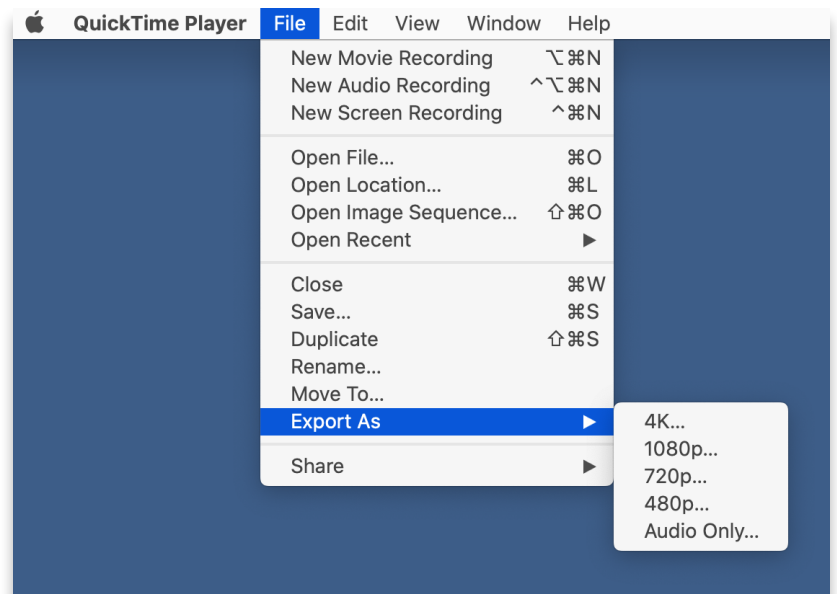 QuickTime Player File Edit View Window Help
New Movie Recording ⌥⌘N
New Audio Recording ^⌥⌘N
New Screen Recording ^⌘N
Open File... ⌘O
Open Location... ⌘L
Open Image Sequence... ⇧⌘O
Open Recent ▶
Close ⌘W
Save... ⌘S
Duplicate ⇧⌘S
Rename...
Move To...
Export As ▶
4K...
1080p...
720p...
480p...
Audio Only...
Share ▶